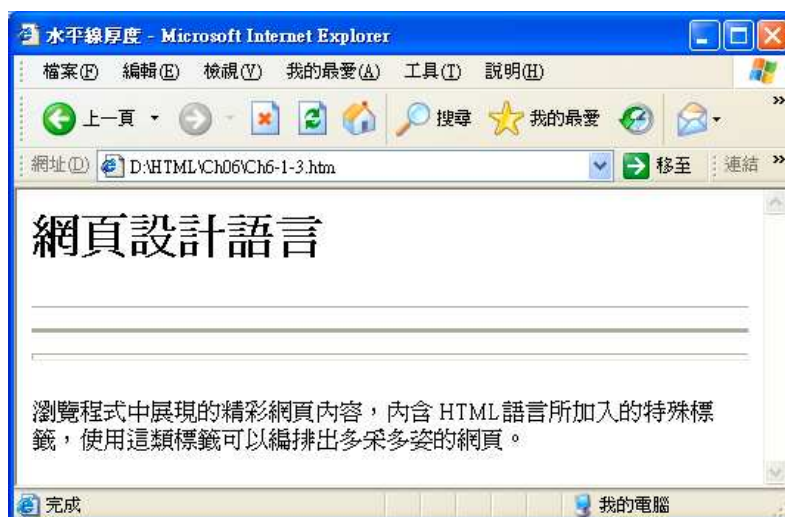 水平線厚度 - Microsoft Internet Explorer
檔案(F) 編輯(E) 檢視(V) 我的最愛(A) 工具(T) 說明(H)
上一頁 搜尋 我的最愛 »
網址(D) D:\HTML\Ch06\Ch6-1-3.htm 移至 連結 »
網頁設計語言
瀏覽程式中展現的精彩網頁內容，內含 HTML 語言所加入的特殊標
籤，使用這類標籤可以編排出多采多姿的網頁。
完成 我的電腦